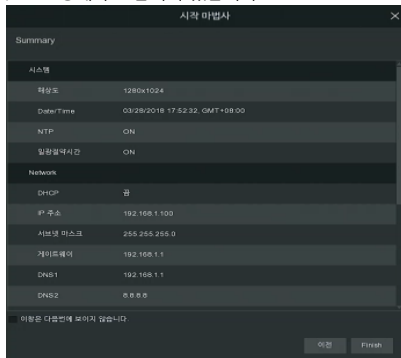 시작 마법사
Summary
시스템
해상도 1280x1024
Date/Time 03/28/2018 17:52:32, GMT+08:00
NTP ON
일광절약시간 ON
Network
DHCP 끔
IP 주소 192.168.1.100
서브넷 마스크 255.255.255.0
게이트웨이 192.168.1.1
DNS1 192.168.1.1
DNS2 8.8.8.8
이창은 다음번에 보이지 않습니다.
이전 Finish